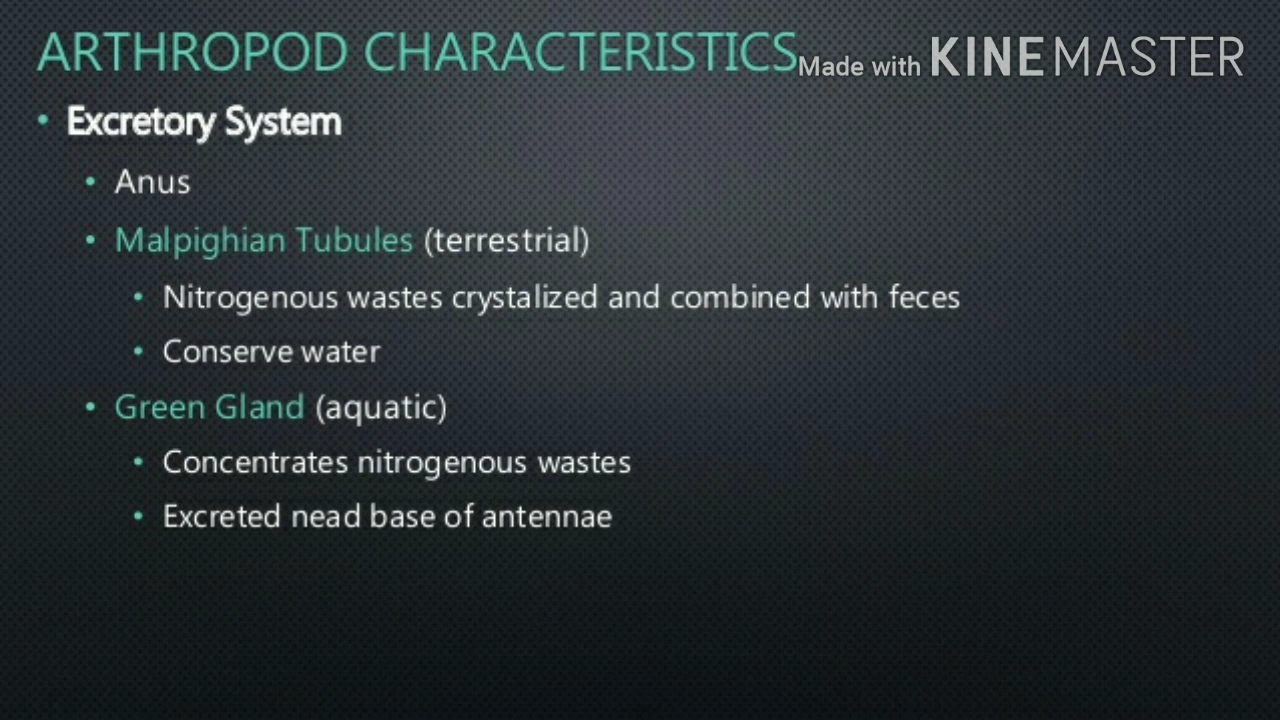 ARTHROPOD CHARACTERISTICS
Made with KINEMASTER
• Excretory System
• Anus
• Malpighian Tubules (terrestrial)
• Nitrogenous wastes crystalized and combined with feces
• Conserve water
• Green Gland (aquatic)
• Concentrates nitrogenous wastes
• Excreted nead base of antennae